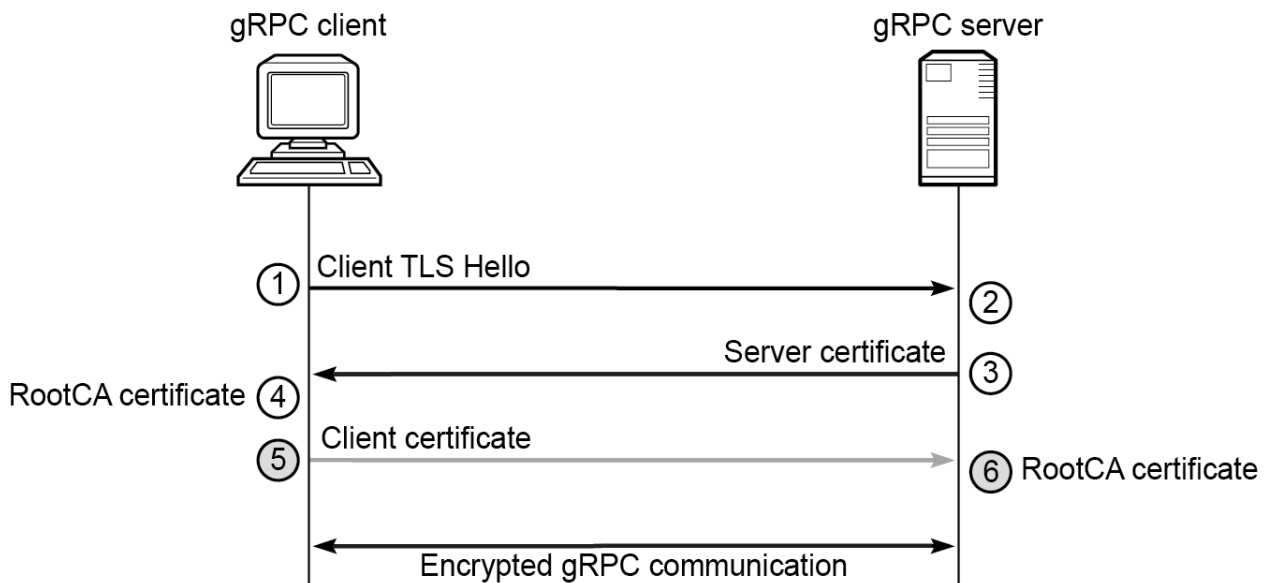 gRPC client
gRPC server
Client TLS Hello
1
2
Server certificate
3
RootCA certificate
4
Client certificate
5
6
RootCA certificate
Encrypted gRPC communication